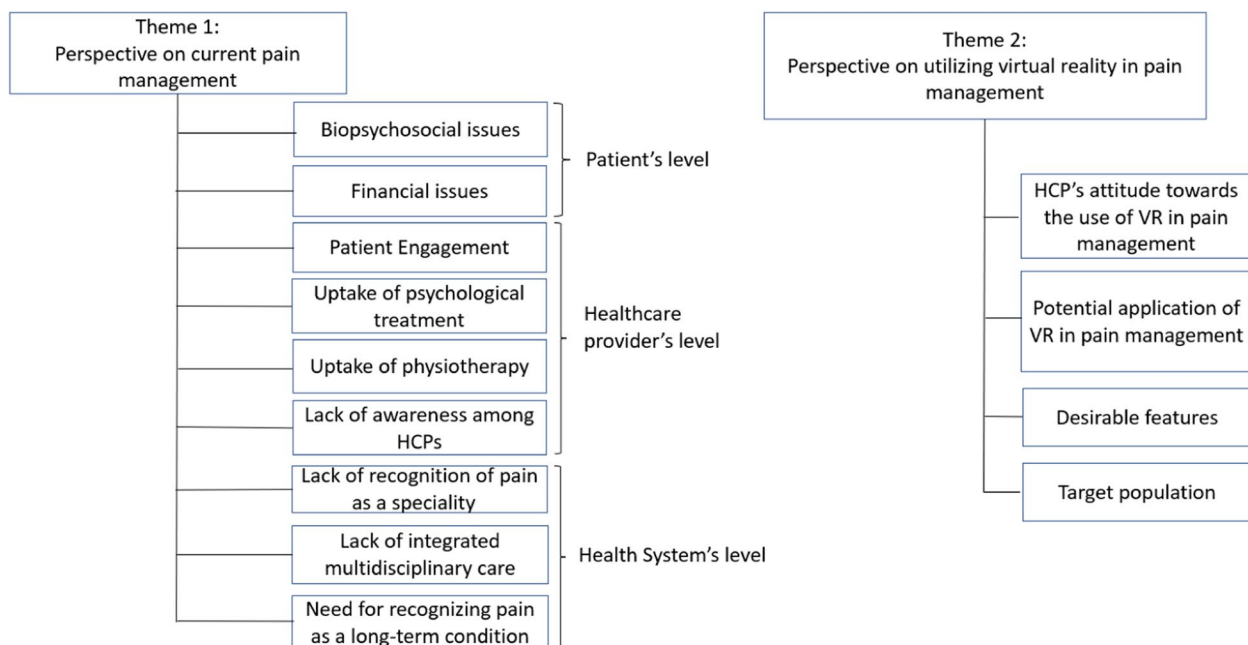 Theme 1:
Perspective on current pain
management
Biopsychosocial issues
Financial issues
Patient's level
Patient Engagement
Uptake of psychological
treatment
Uptake of physiotherapy
Lack of awareness among
HCPs
Healthcare
provider's level
Lack of recognition of pain
as a speciality
Lack of integrated
multidisciplinary care
Need for recognizing pain
as a long-term condition
Health System's level
Theme 2:
Perspective on utilizing virtual reality in pain
management
HCP's attitude towards
the use of VR in pain
management
Potential application of
VR in pain management
Desirable features
Target population